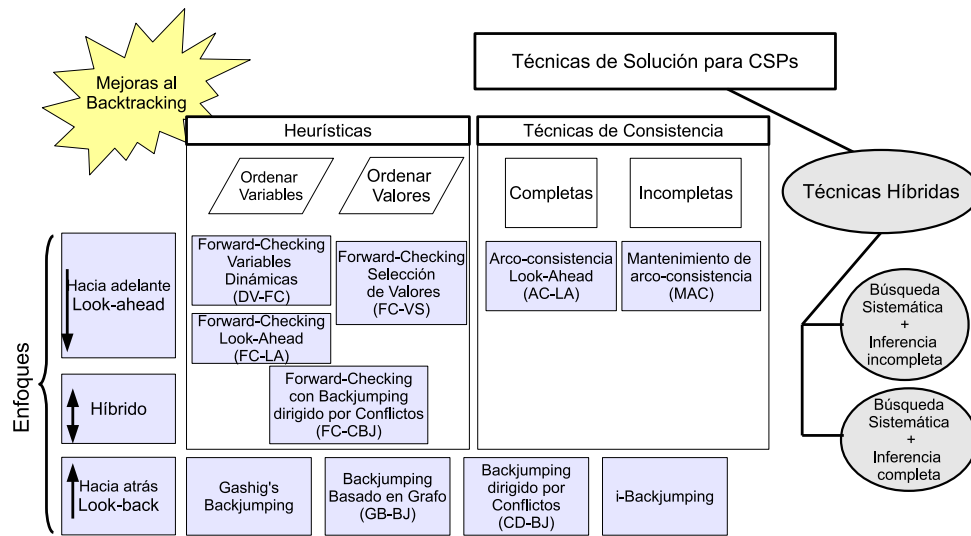 Mejoras al
Backtracking
Técnicas de Solución para CSPs
Heurísticas
Técnicas de Consistencia
Ordenar
Variables
Ordenar
Valores
Completas
Incompletas
Técnicas Híbridas
Enfoques
Hacia adelante
Look-ahead
Forward-Checking
Variables
Dinámicas
(DV-FC)
Forward-Checking
Selección
de Valores
(FC-VS)
Arco-consistencia
Look-Ahead
(AC-LA)
Mantenimiento de
arco-consistencia
(MAC)
Forward-Checking
Look-Ahead
(FC-LA)
Búsqueda
Sistemática
+
Inferencia
incompleta
Híbrido
Forward-Checking
con Backjumping
dirigido por Conflictos
(FC-CBJ)
Búsqueda
Sistemática
+
Inferencia
completa
Hacia atrás
Look-back
Gashig's
Backjumping
Backjumping
Basado en Grafo
(GB-BJ)
Backjumping
dirigido por
Conflictos
(CD-BJ)
i-Backjumping